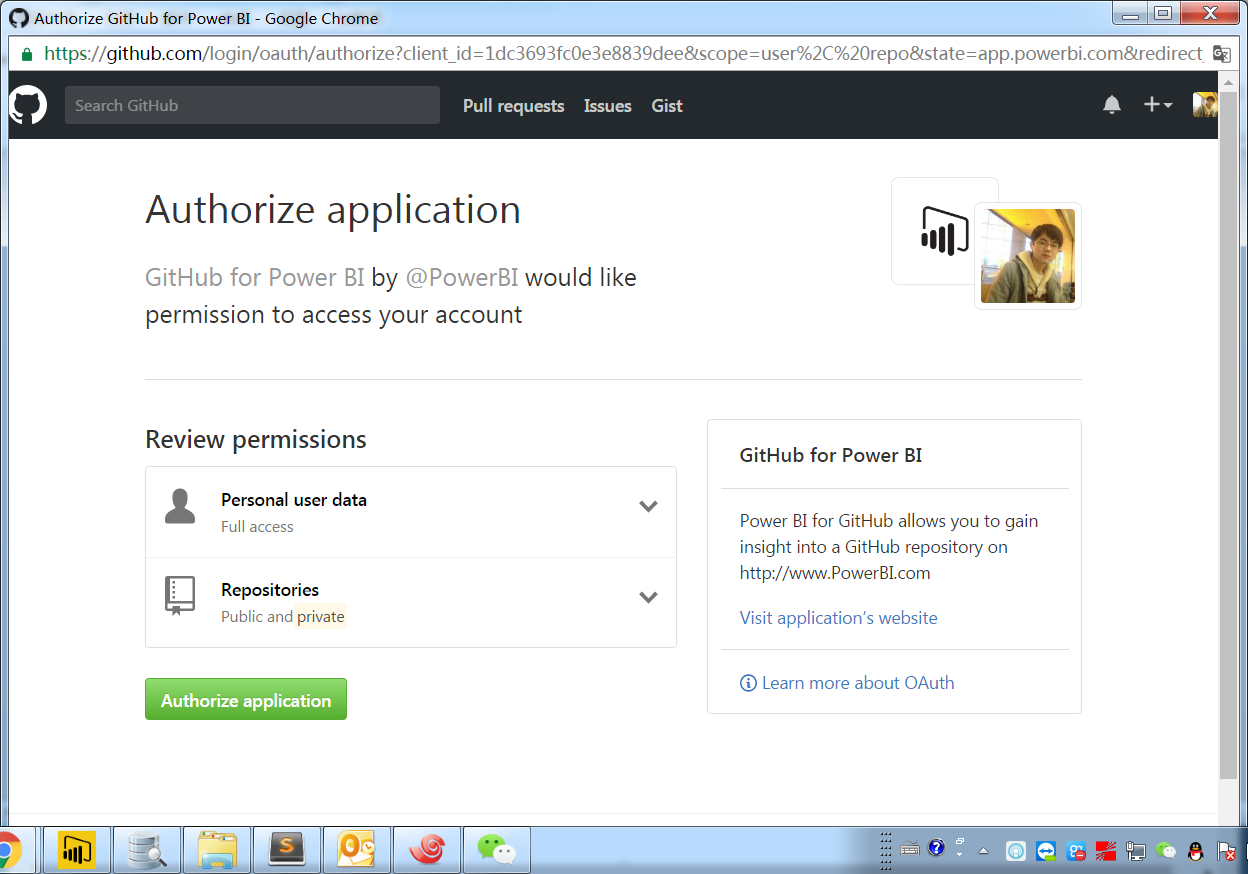 Authorize GitHub for Power BI - Google Chrome
https://github.com/login/oauth/authorize?client_id=1dc3693fc0e3e8839dee&scope=user%2C%20repo&state=app.powerbi.com&redirect_
Search GitHub
Pull requests Issues Gist
Authorize application
GitHub for Power BI by @PowerBI would like
permission to access your account
Review permissions
Personal user data
Full access
Repositories
Public and private
Authorize application
GitHub for Power BI
Power BI for GitHub allows you to gain
insight into a GitHub repository on
http://www.PowerBI.com
Visit application's website
Learn more about OAuth